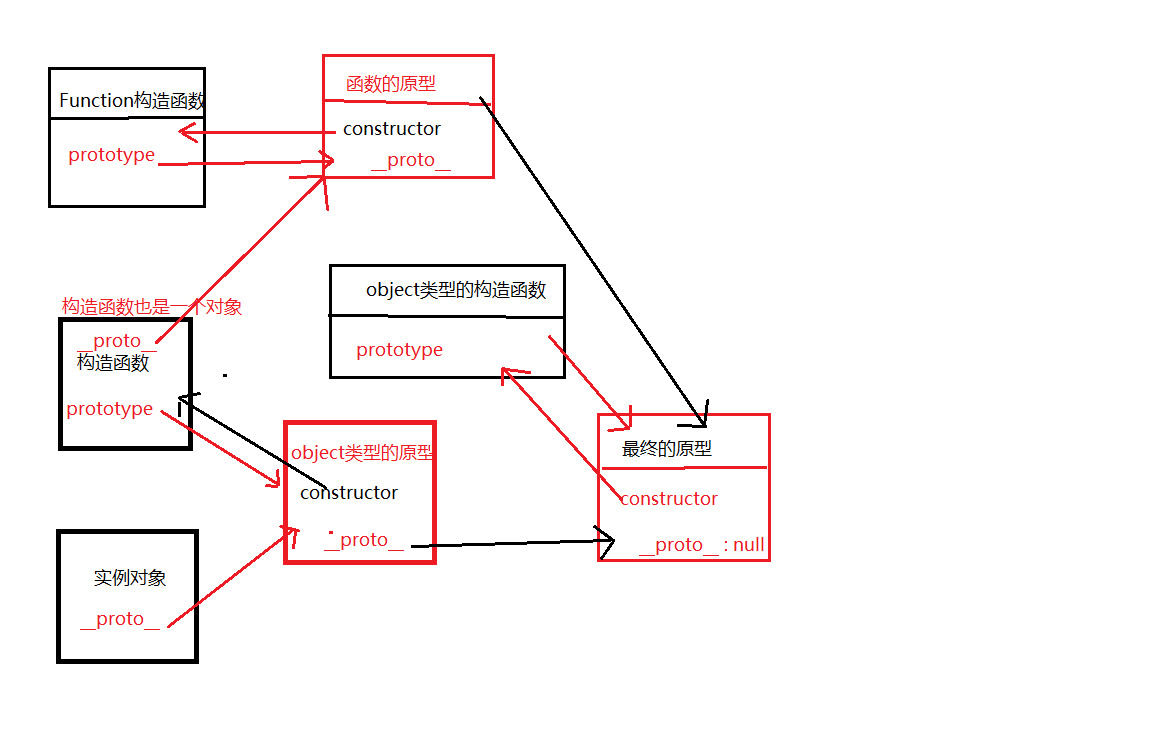 Function构造函数
prototype
函数的原型
constructor
__proto__
object类型的构造函数
prototype
构造函数也是一个对象
__proto__
构造函数
prototype
object类型的原型
constructor
__proto__
最终的原型
constructor
__proto__ : null
实例对象
__proto__